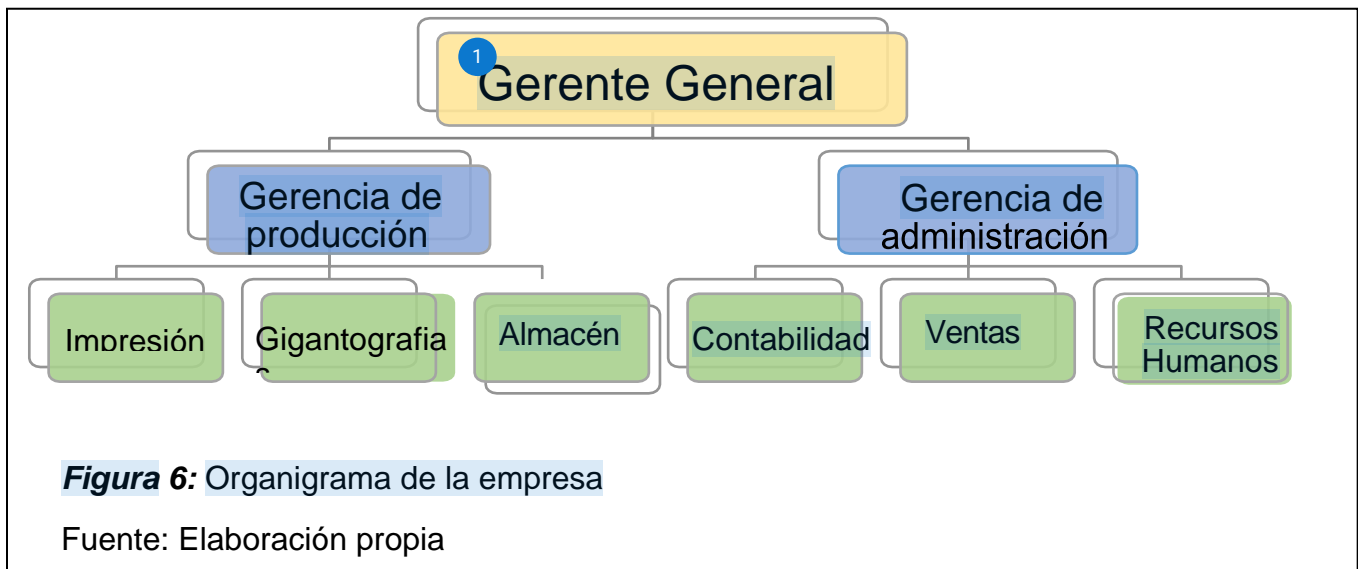 1
Gerente General
Gerencia de
producción
Gerencia de
administración
Impresión
Gigantografia
Almacén
Contabilidad
Ventas
Recursos
Humanos
Figura 6: Organigrama de la empresa
Fuente: Elaboración propia